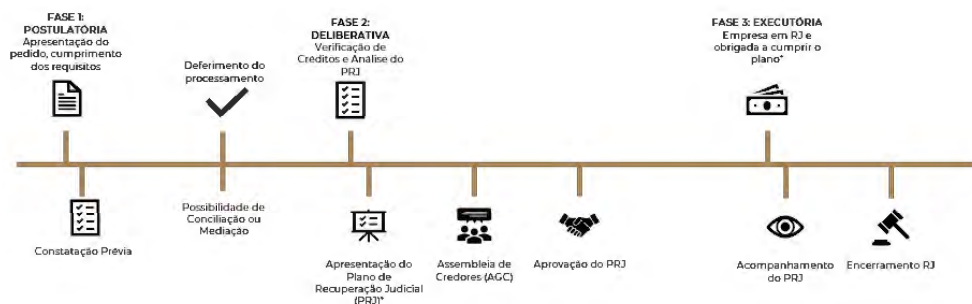 FASE 1:
POSTULATÓRIA
Apresentação do
pedido, cumprimento
dos requisitos
Deferimento do
processamento
FASE 2:
DELIBERATIVA
Verificação de
Créditos e Análise do
PRJ
FASE 3: EXECUTÓRIA
Empresa em RJ e
obrigada a cumprir o
plano*
Constatação Prévia
Possibilidade de
Conciliação ou
Mediação
Apresentação do
Plano de
Recuperação Judicial
(PRJ)*
Assembleia de
Credores (AGC)
Aprovação do PRJ
Acompanhamento
do PRJ
Encerramento RJ